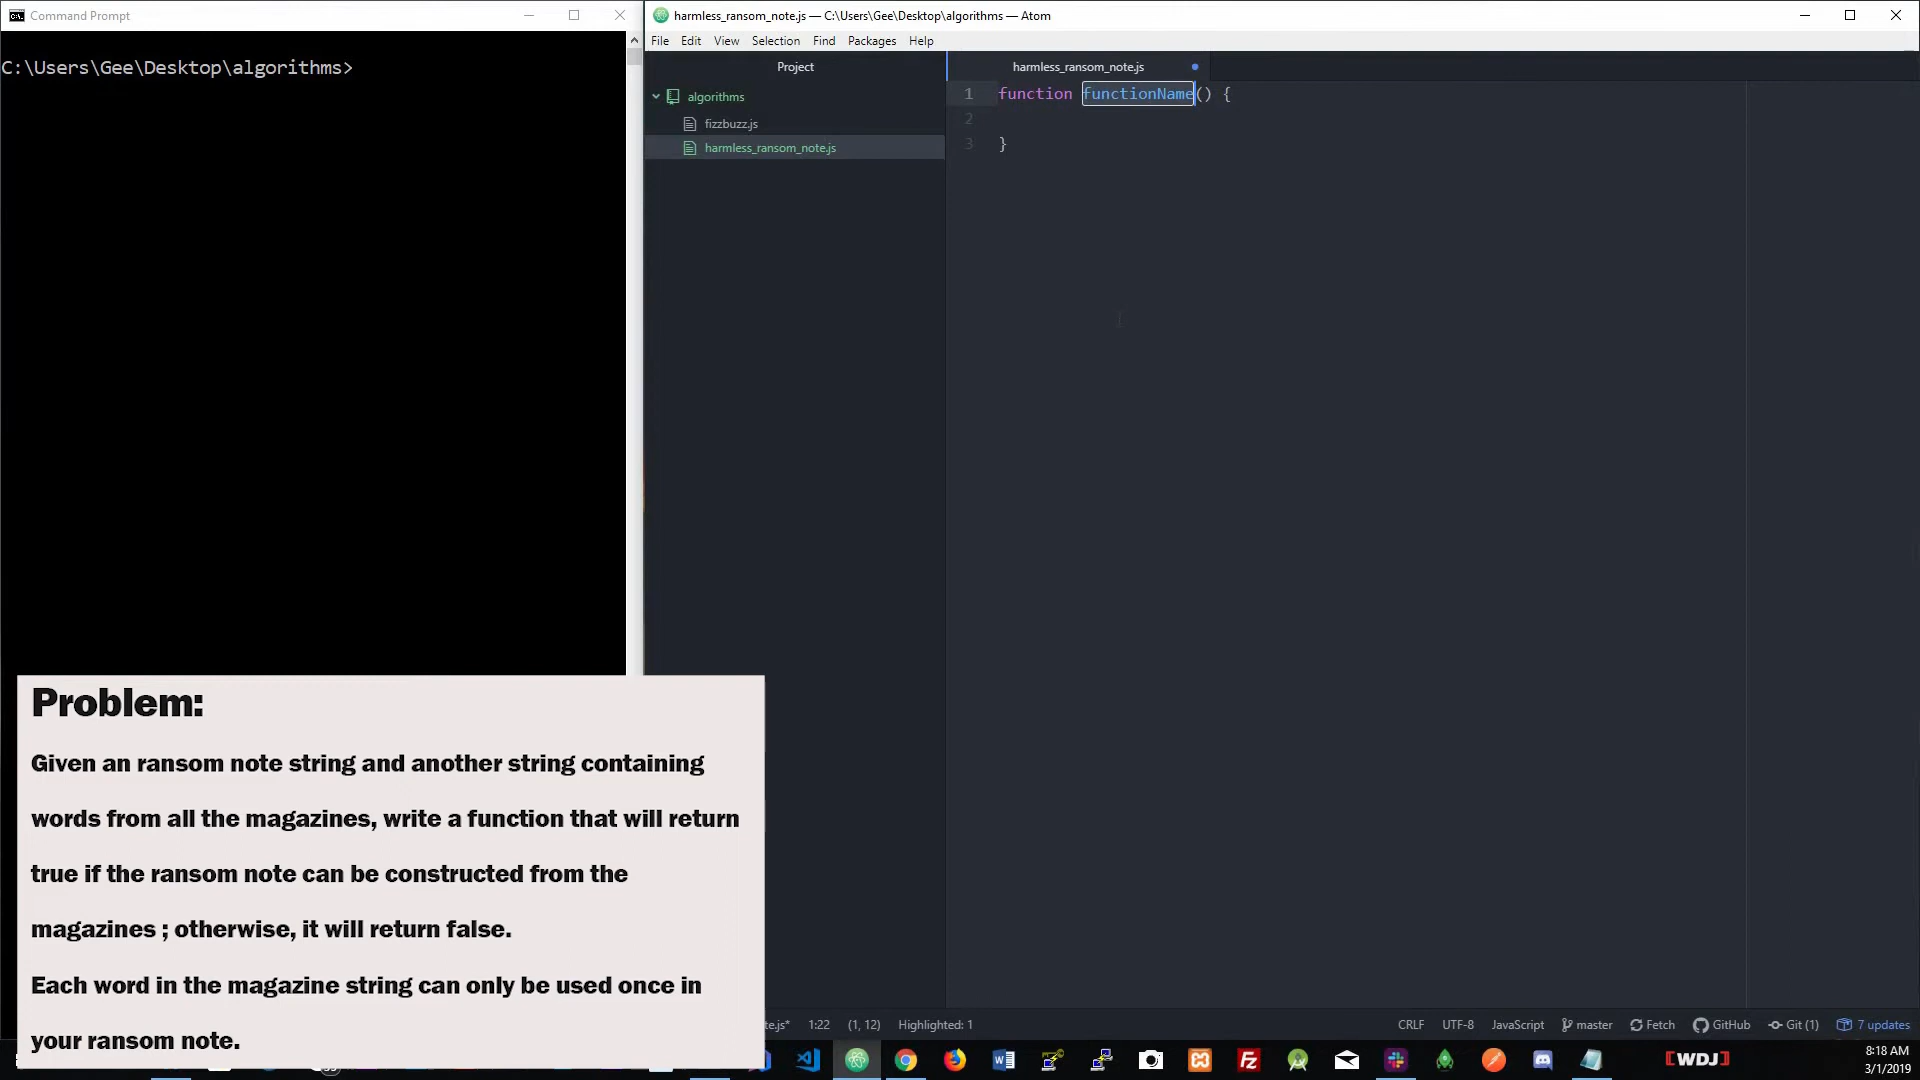 Command Prompt
C:\Users\Gee\Desktop\algorithms>
harmless_ransom_note.js — C:\Users\Gee\Desktop\algorithms — Atom
File Edit View Selection Find Packages Help
Project
algorithms
fizzbuzz.js
harmless_ransom_note.js
harmless_ransom_note.js
1 function functionName() {
2
3 }
Problem:
Given an ransom note string and another string containing
words from all the magazines, write a function that will return
true if the ransom note can be constructed from the
magazines ; otherwise, it will return false.
Each word in the magazine string can only be used once in
your ransom note.
te.js* 1:22 (1, 12) Highlighted: 1
CRLF UTF-8 JavaScript master Fetch GitHub Git (1) 7 updates
[WDJ]
8:18 AM
3/1/2019